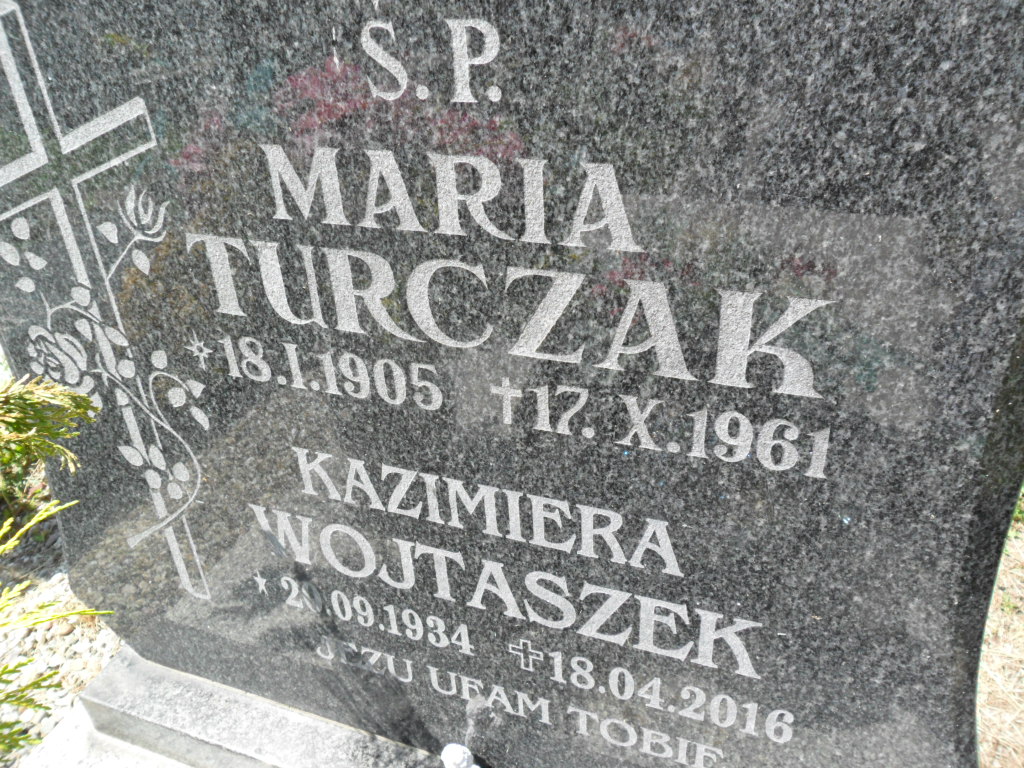 Ś.P.
MARIA
TURCZAK
* 18.I.1905 ✝ 17.X.1961
KAZIMIERA
WOJTASZEK
* 20.09.1934 ✝ 18.04.2016
JEZU UFAM TOBIE